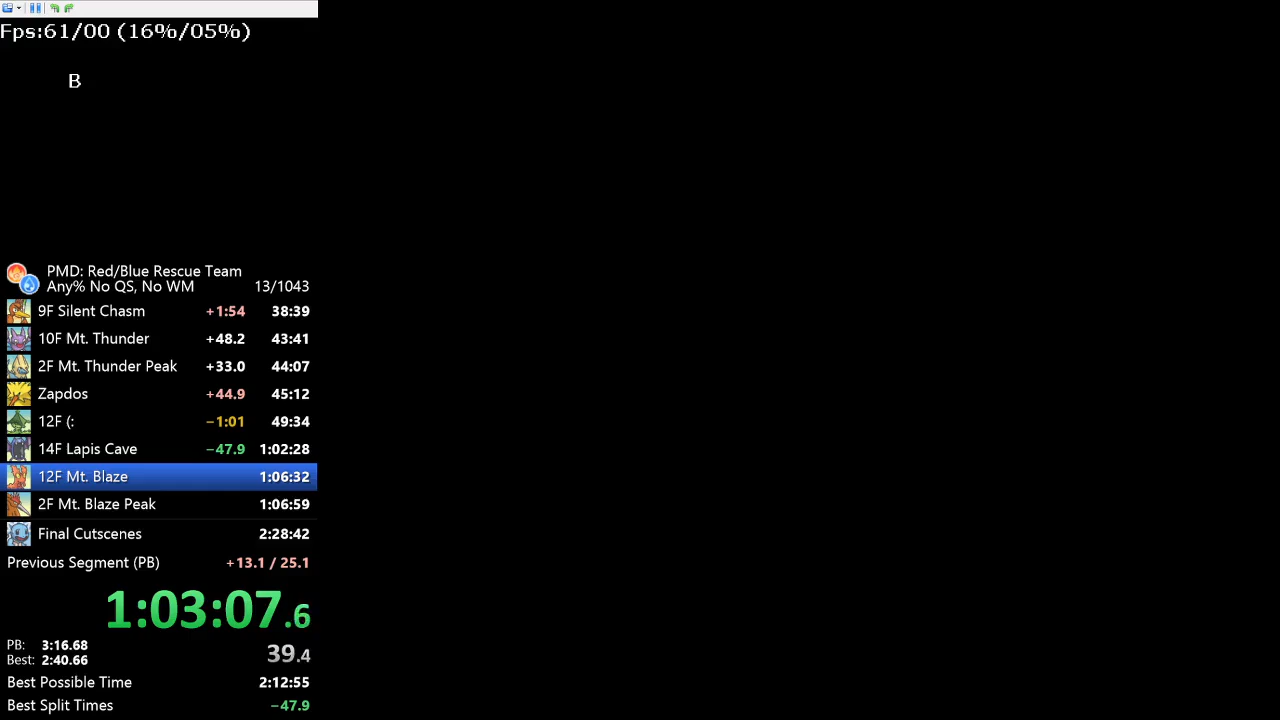 Fps:61/00 (16%/05%)
B
PMD: Red/Blue Rescue Team
Any% No QS, No WM 13/1043
9F Silent Chasm +1:54 38:39
10F Mt. Thunder +48.2 43:41
2F Mt. Thunder Peak +33.0 44:07
Zapdos +44.9 45:12
12F (: −1:01 49:34
14F Lapis Cave −47.9 1:02:28
12F Mt. Blaze 1:06:32
2F Mt. Blaze Peak 1:06:59
Final Cutscenes 2:28:42
Previous Segment (PB) +13.1 / 25.1
1:03:07.6
PB: 3:16.68
Best: 2:40.66
39.4
Best Possible Time 2:12:55
Best Split Times −47.9